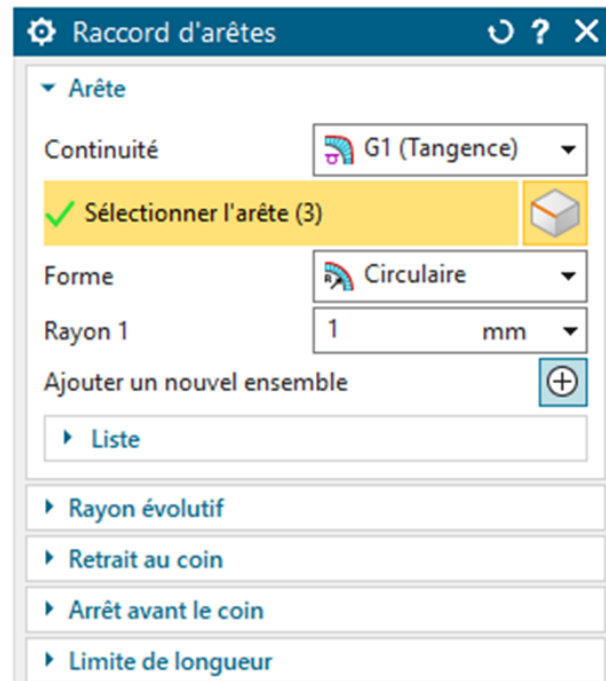 Raccord d'arêtes
Arête
Continuité G1 (Tangence)
Sélectionner l'arête (3)
Forme Circulaire
Rayon 1 1 mm
Ajouter un nouvel ensemble
Liste
Rayon évolutif
Retrait au coin
Arrêt avant le coin
Limite de longueur